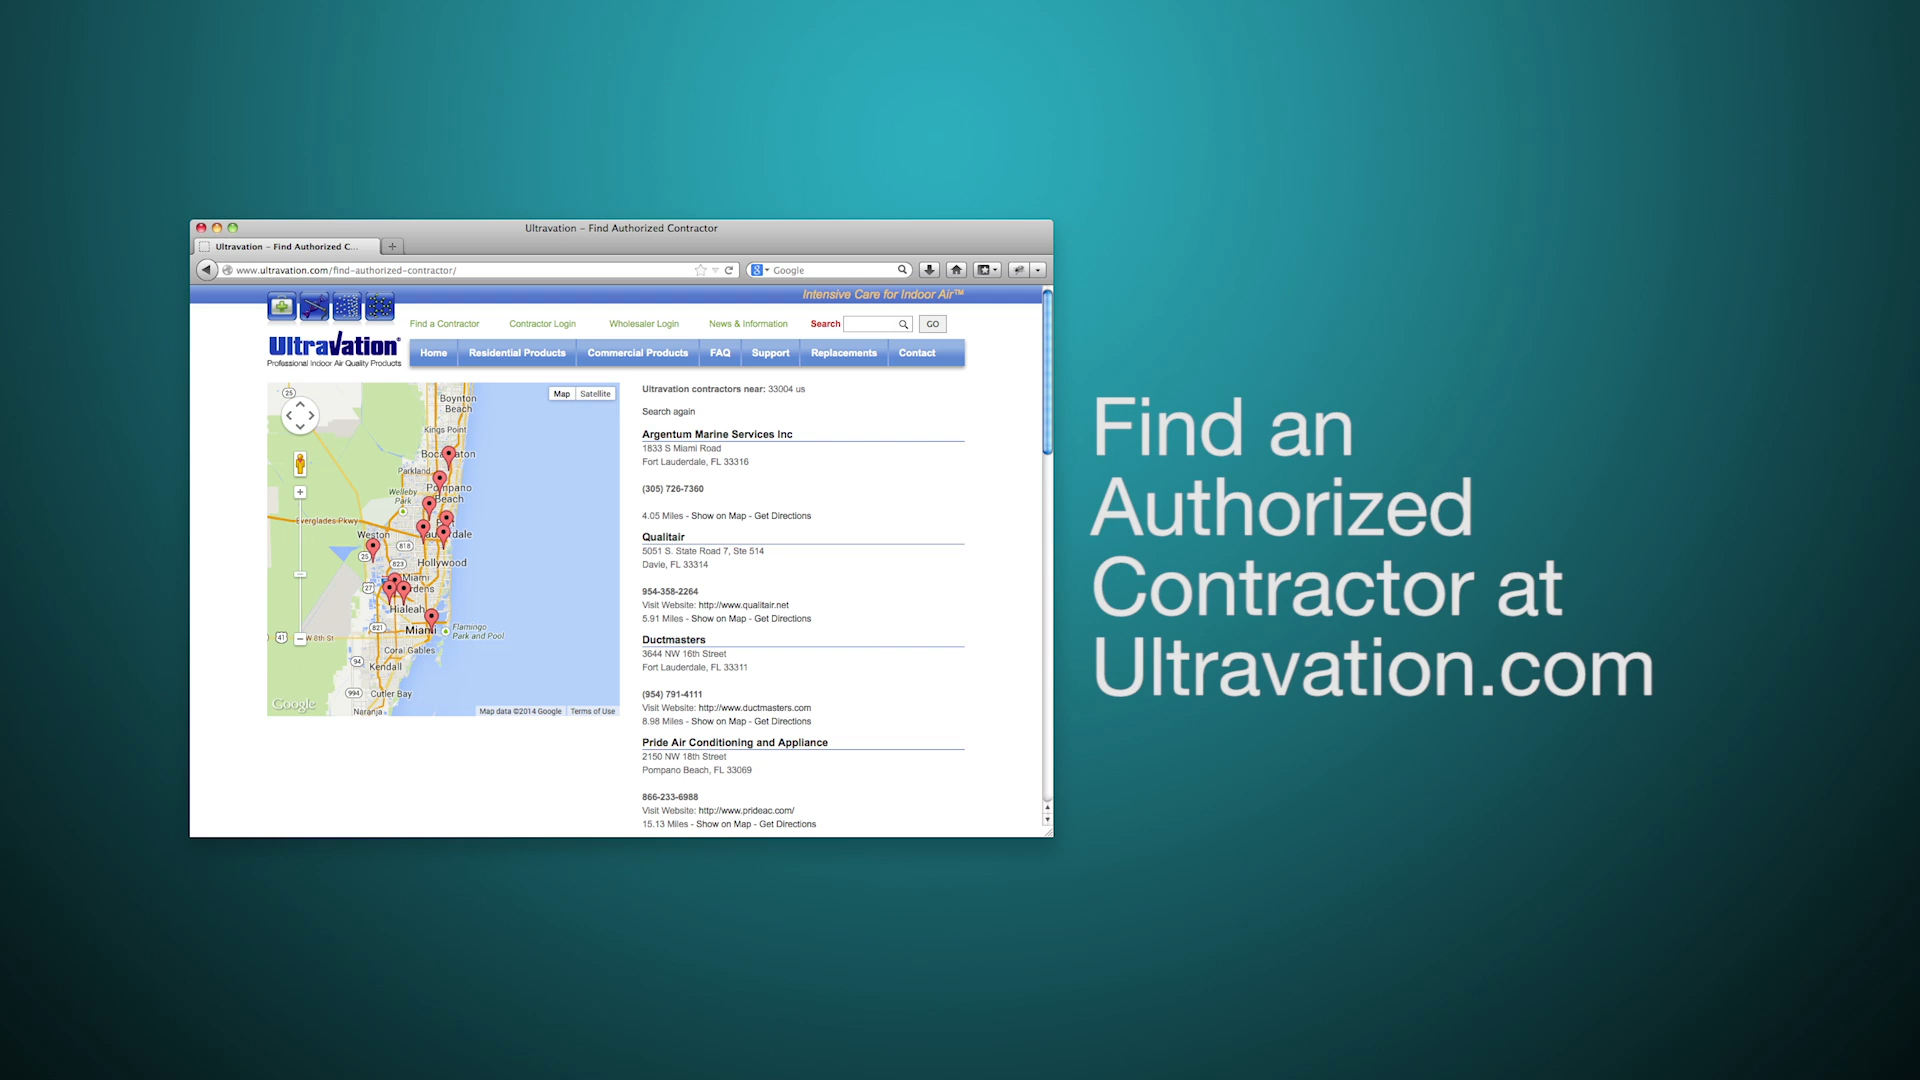 Ultravation – Find Authorized Contractor
Ultravation – Find Authorized C...
www.ultravation.com/find-authorized-contractor/
Google
Intensive Care for Indoor Air™
Find a Contractor
Contractor Login
Wholesaler Login
News & Information
Search
GO
Ultravation®
Professional Indoor Air Quality Products
Home
Residential Products
Commercial Products
FAQ
Support
Replacements
Contact
Map
Satellite
25
Boynton
Beach
Kings Point
Parkland
Welleby
Park
Pompano
Beach
Everglades Pkwy
Weston
818
25
823
Hollywood
27
Miami
Hialeah
821
Miami
Flamingo
Park and Pool
41
W 8th St
Coral Gables
94
Kendall
994
Cutler Bay
Naranja
Google
Map data ©2014 Google
Terms of Use
Ultravation contractors near: 33004 us
Search again
Argentum Marine Services Inc
1833 S Miami Road
Fort Lauderdale, FL 33316
(305) 726-7360
4.05 Miles - Show on Map - Get Directions
Qualitair
5051 S. State Road 7, Ste 514
Davie, FL 33314
954-358-2264
Visit Website: http://www.qualitair.net
5.91 Miles - Show on Map - Get Directions
Ductmasters
3644 NW 16th Street
Fort Lauderdale, FL 33311
(954) 791-4111
Visit Website: http://www.ductmasters.com
8.98 Miles - Show on Map - Get Directions
Pride Air Conditioning and Appliance
2150 NW 18th Street
Pompano Beach, FL 33069
866-233-6988
Visit Website: http://www.prideac.com/
15.13 Miles - Show on Map - Get Directions
Find an
Authorized
Contractor at
Ultravation.com